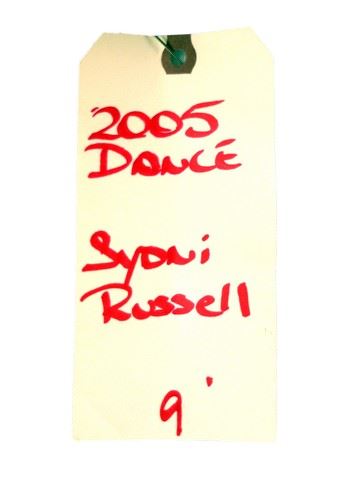 2005
DANCE
Sydni
Russell
9'